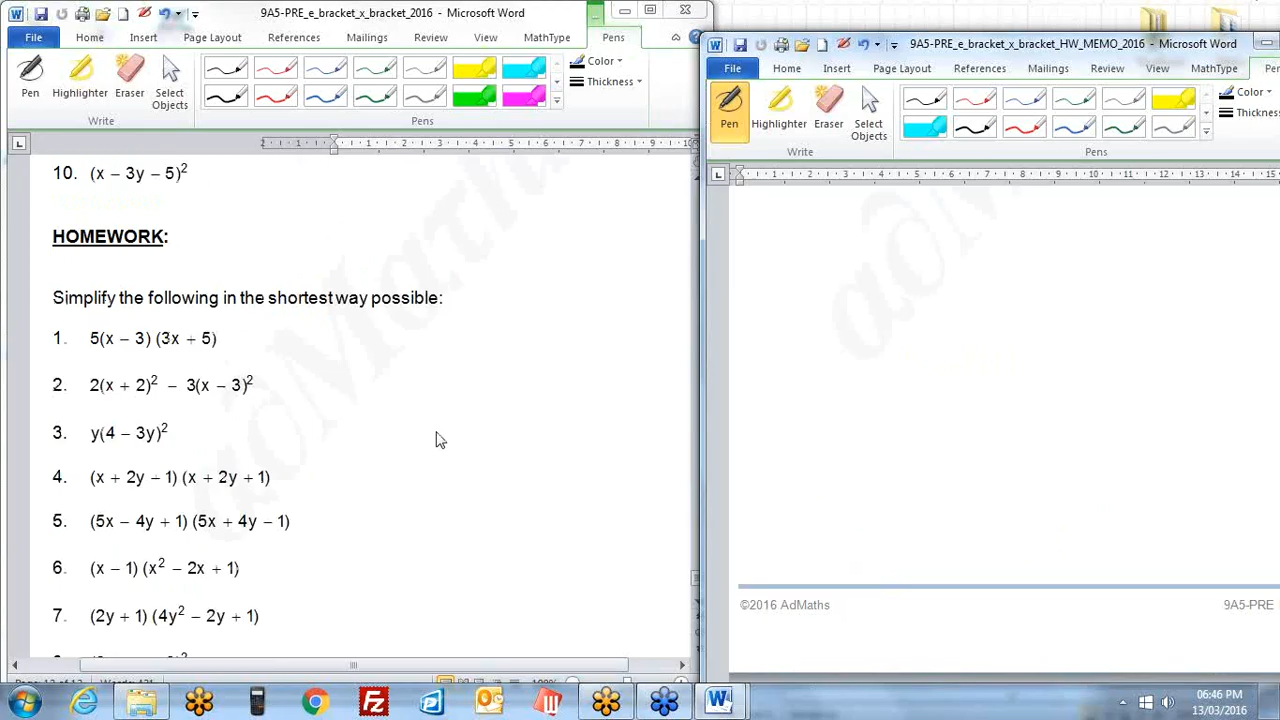 9A5-PRE_e_bracket_x_bracket_2016 - Microsoft Word
File Home Insert Page Layout References Mailings Review View MathType Pens
Pen Highlighter Eraser Select Objects
Color
Thickness
Write
Pens
10. (x – 3y – 5)²
HOMEWORK:
Simplify the following in the shortest way possible:
1. 5(x – 3) (3x + 5)
2. 2(x + 2)² – 3(x – 3)²
3. y(4 – 3y)²
4. (x + 2y – 1) (x + 2y + 1)
5. (5x – 4y + 1) (5x + 4y – 1)
6. (x – 1) (x² – 2x + 1)
7. (2y + 1) (4y² – 2y + 1)
9A5-PRE_e_bracket_x_bracket_HW_MEMO_2016 - Microsoft Word
File Home Insert Page Layout References Mailings Review View MathType
Pen Highlighter Eraser Select Objects
Color
Thickness
Write
Pens
©2016 AdMaths
9A5-PRE
adMaths
06:46 PM
13/03/2016